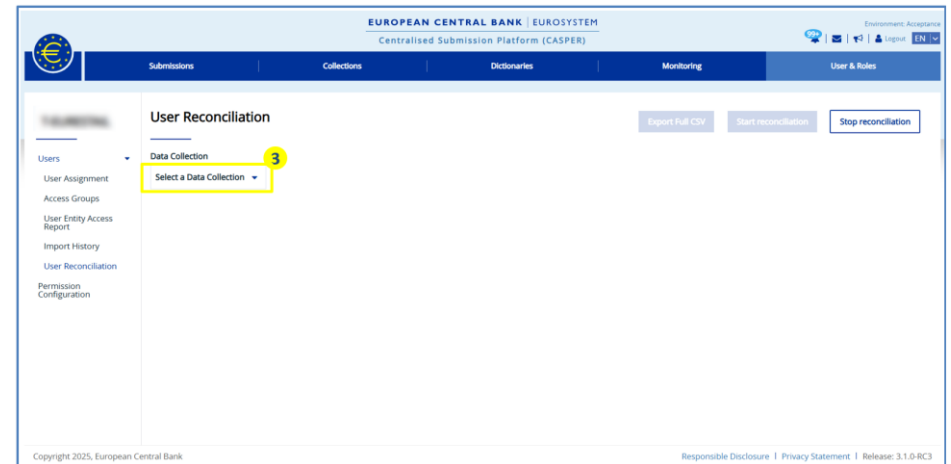 EUROPEAN CENTRAL BANK | EUROSYSTEM
Centralised Submission Platform (CASPER)
Environment: Acceptance
99+
Logout EN
Submissions
Collections
Dictionaries
Monitoring
User & Roles
User Reconciliation
Export Full CSV
Start reconciliation
Stop reconciliation
Users
User Assignment
Access Groups
User Entity Access
Report
Import History
User Reconciliation
Permission
Configuration
Data Collection
3
Select a Data Collection
Copyright 2025, European Central Bank
Responsible Disclosure | Privacy Statement | Release: 3.1.0-RC3